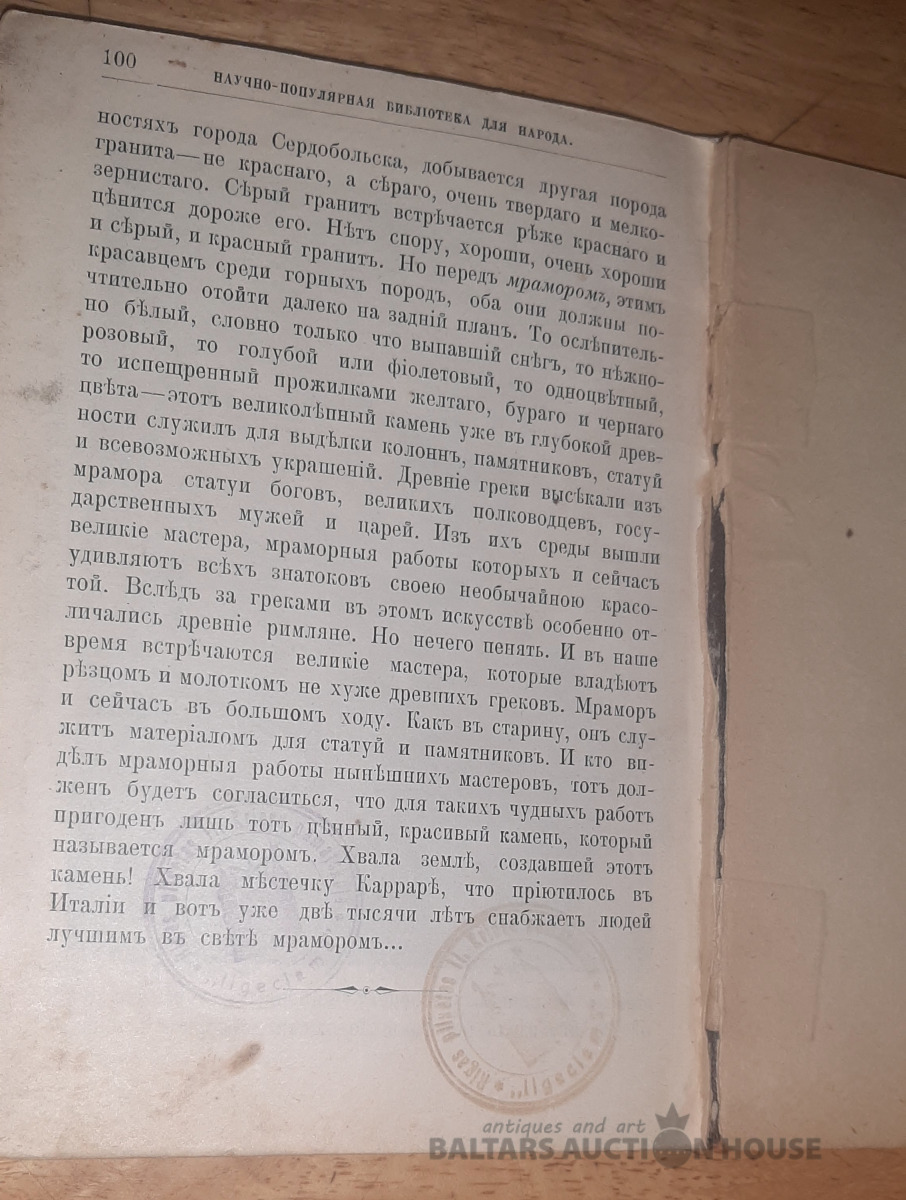 100
НАУЧНО-ПОПУЛЯРНАЯ БИБЛІОТЕКА ДЛЯ НАРОДА.
ностяхъ города Сердобольска, добывается другая порода
гранита—не краснаго, а сѣраго, очень твердаго и мелко-
зернистаго. Сѣрый гранитъ встрѣчается рѣже краснаго и
цѣнится дороже его. Нѣтъ спору, хороши, очень хороши
и сѣрый, и красный гранитъ. Но передъ мраморомъ, этимъ
красавцемъ среди горныхъ породъ, оба они должны по-
чтительно отойти далеко на задній планъ. То ослѣпитель-
но бѣлый, словно только что выпавшій снѣгъ, то нѣжно-
розовый, то голубой или фіолетовый, то одноцвѣтный,
то испещренный прожилками желтаго, бураго и чернаго
цвѣта—этотъ великолѣпный камень уже въ глубокой древ-
ности служилъ для выдѣлки колоннъ, памятниковъ, статуй
и всевозможныхъ украшеній. Древніе греки высѣкали изъ
мрамора статуи боговъ, великихъ полководцевъ, госу-
дарственныхъ мужей и царей. Изъ ихъ среды вышли
великіе мастера, мраморныя работы которыхъ и сейчасъ
удивляютъ всѣхъ знатоковъ своею необычайною красо-
той. Вслѣдъ за греками въ этомъ искусствѣ особенно от-
личались древніе римляне. Но нечего пенять. И въ наше
время встрѣчаются великіе мастера, которые владѣютъ
рѣзцомъ и молоткомъ не хуже древнихъ грековъ. Мраморъ
и сейчасъ въ большомъ ходу. Какъ въ старину, онъ слу-
житъ матеріаломъ для статуй и памятниковъ. И кто ви-
дѣлъ мраморныя работы нынѣшнихъ мастеровъ, тотъ дол-
женъ будетъ согласиться, что для такихъ чудныхъ работъ
пригоденъ лишь тотъ цѣнный, красивый камень, который
называется мраморомъ. Хвала землѣ, создавшей этотъ
камень! Хвала мѣстечку Каррарѣ, что пріютилось въ
Италіи и вотъ уже двѣ тысячи лѣтъ снабжаетъ людей
лучшимъ въ свѣтѣ мраморомъ...
antiques and art
BALTARS AUCTION HOUSE